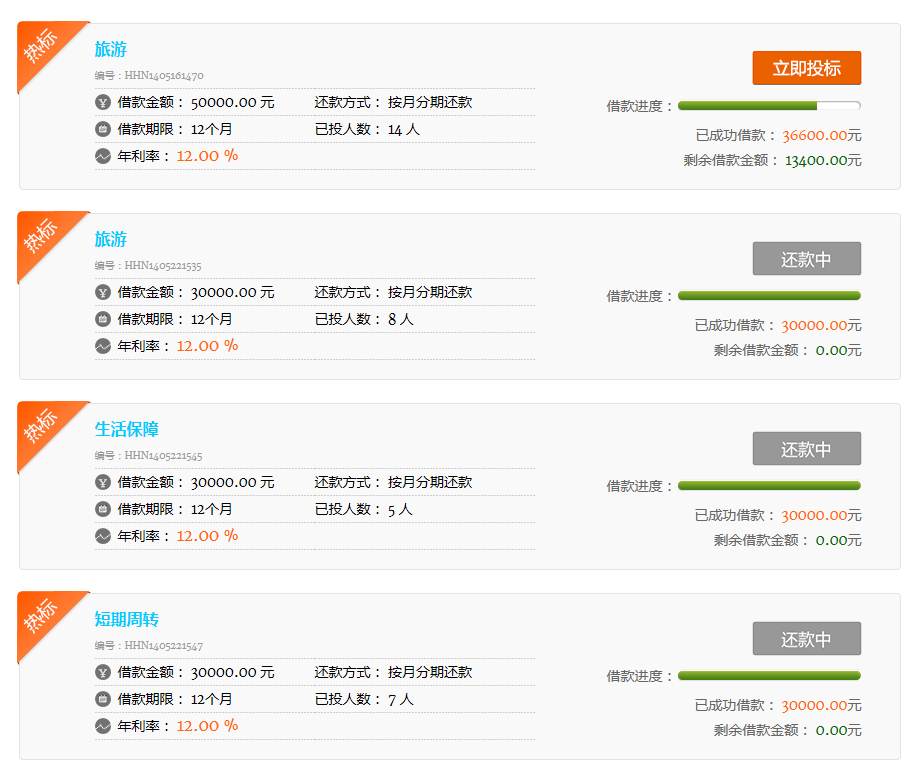 热标
旅游
编号：HHN1405161470
立即投标
借款金额： 50000.00 元 还款方式： 按月分期还款
借款进度：
借款期限： 12个月 已投人数： 14 人
已成功借款： 36600.00元
年利率： 12.00 %
剩余借款金额： 13400.00元
热标
旅游
编号：HHN1405221535
还款中
借款金额： 30000.00 元 还款方式： 按月分期还款
借款进度：
借款期限： 12个月 已投人数： 8 人
已成功借款： 30000.00元
年利率： 12.00 %
剩余借款金额： 0.00元
热标
生活保障
编号：HHN1405221545
还款中
借款金额： 30000.00 元 还款方式： 按月分期还款
借款进度：
借款期限： 12个月 已投人数： 5 人
已成功借款： 30000.00元
年利率： 12.00 %
剩余借款金额： 0.00元
热标
短期周转
编号：HHN1405221547
还款中
借款金额： 30000.00 元 还款方式： 按月分期还款
借款进度：
借款期限： 12个月 已投人数： 7 人
已成功借款： 30000.00元
年利率： 12.00 %
剩余借款金额： 0.00元